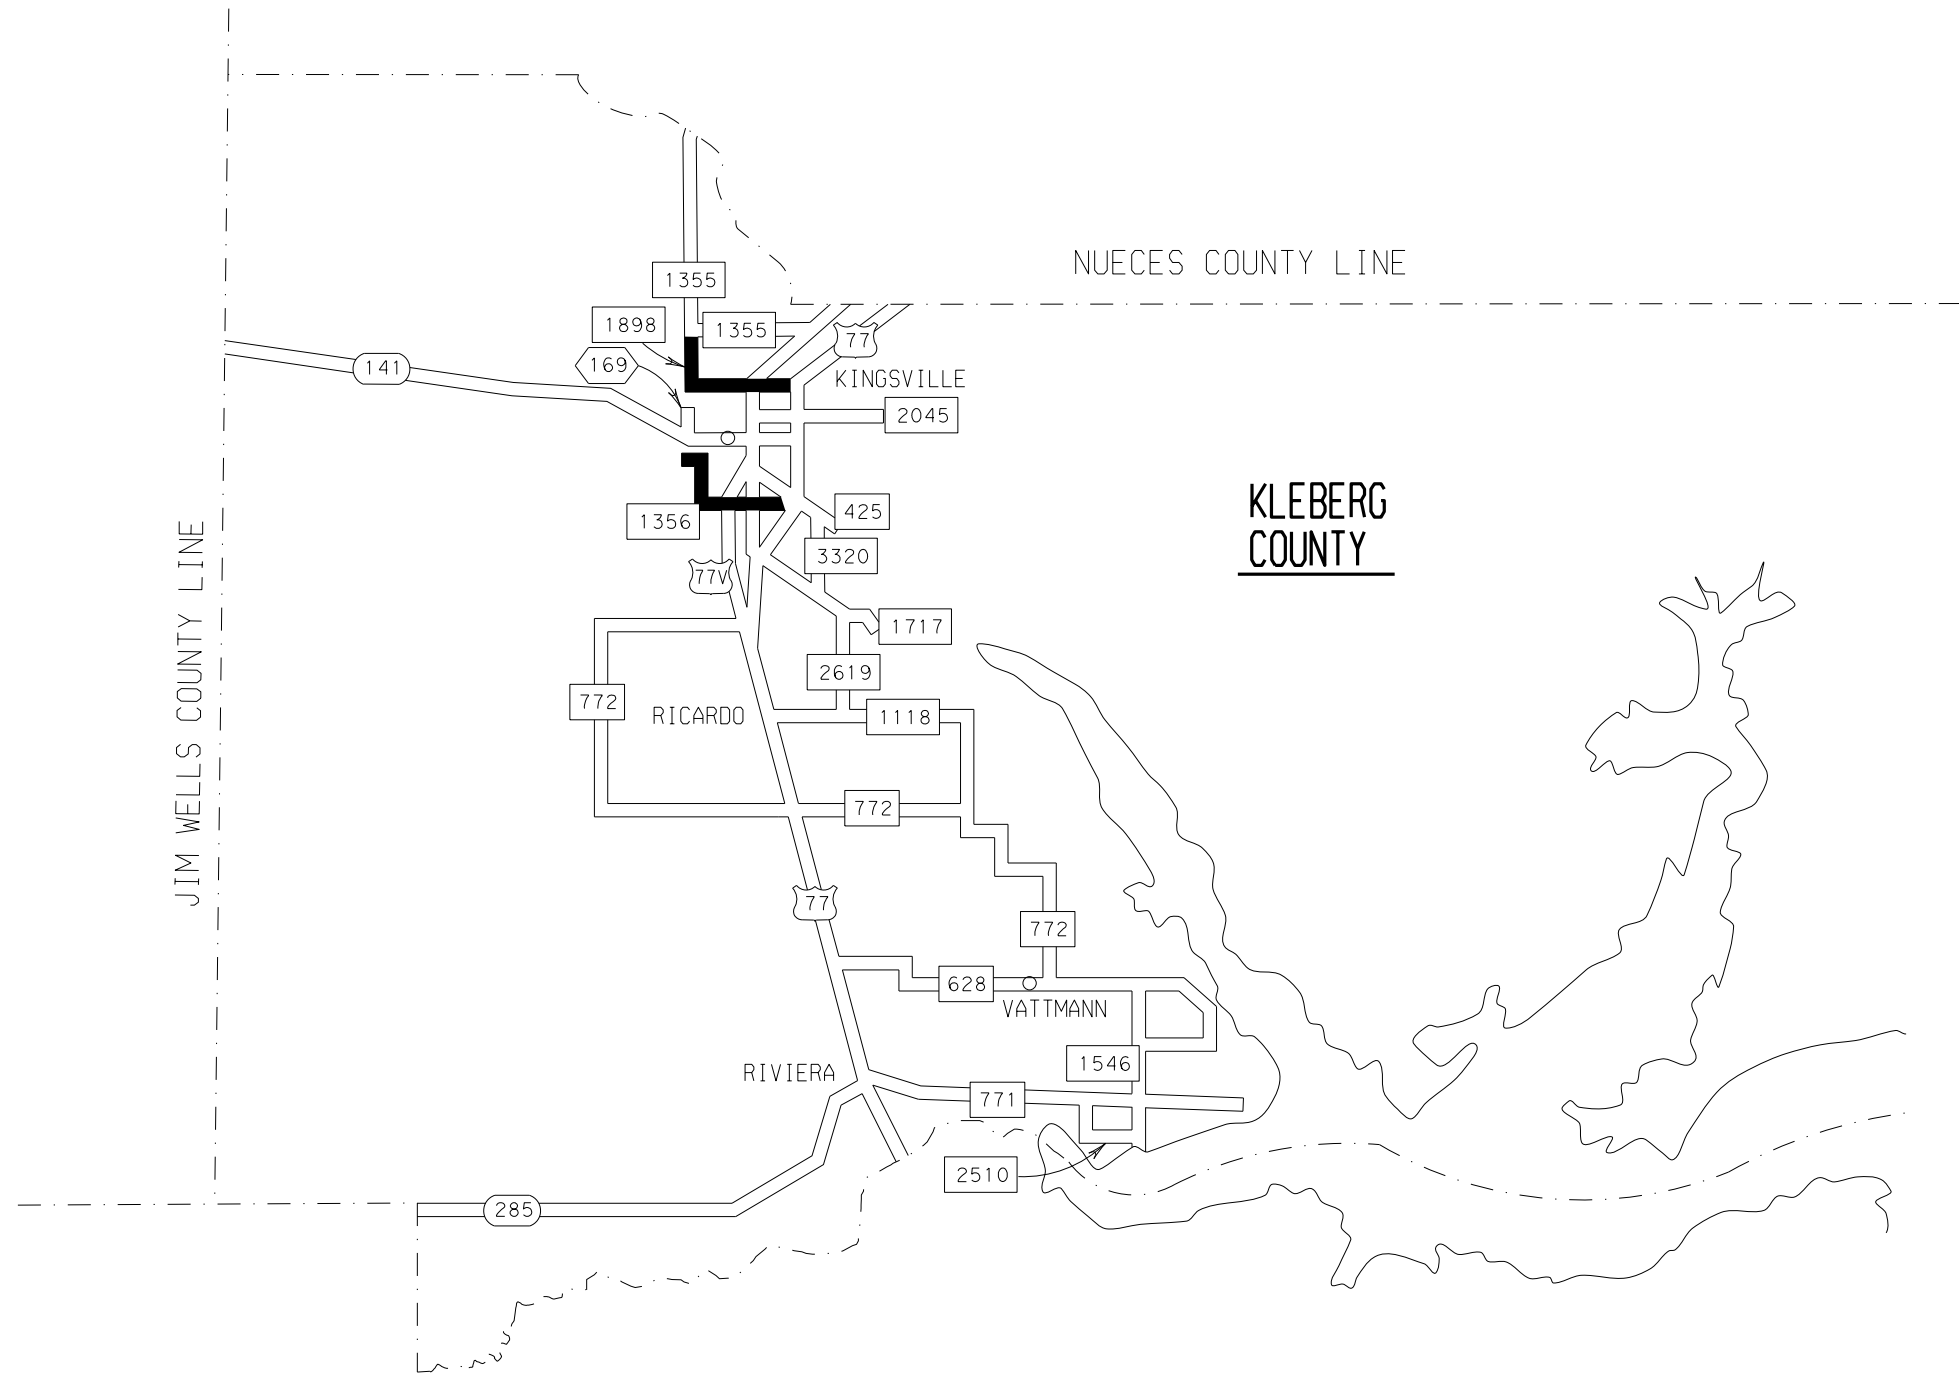 NUECES COUNTY LINE
1355
1898
1355
77
169
141
KINGSVILLE
2045
KLEBERG
COUNTY
425
1356
3320
77V
JIM WELLS COUNTY LINE
1717
2619
772
RICARDO
1118
772
77
772
628
VATTMANN
1546
RIVIERA
771
2510
285